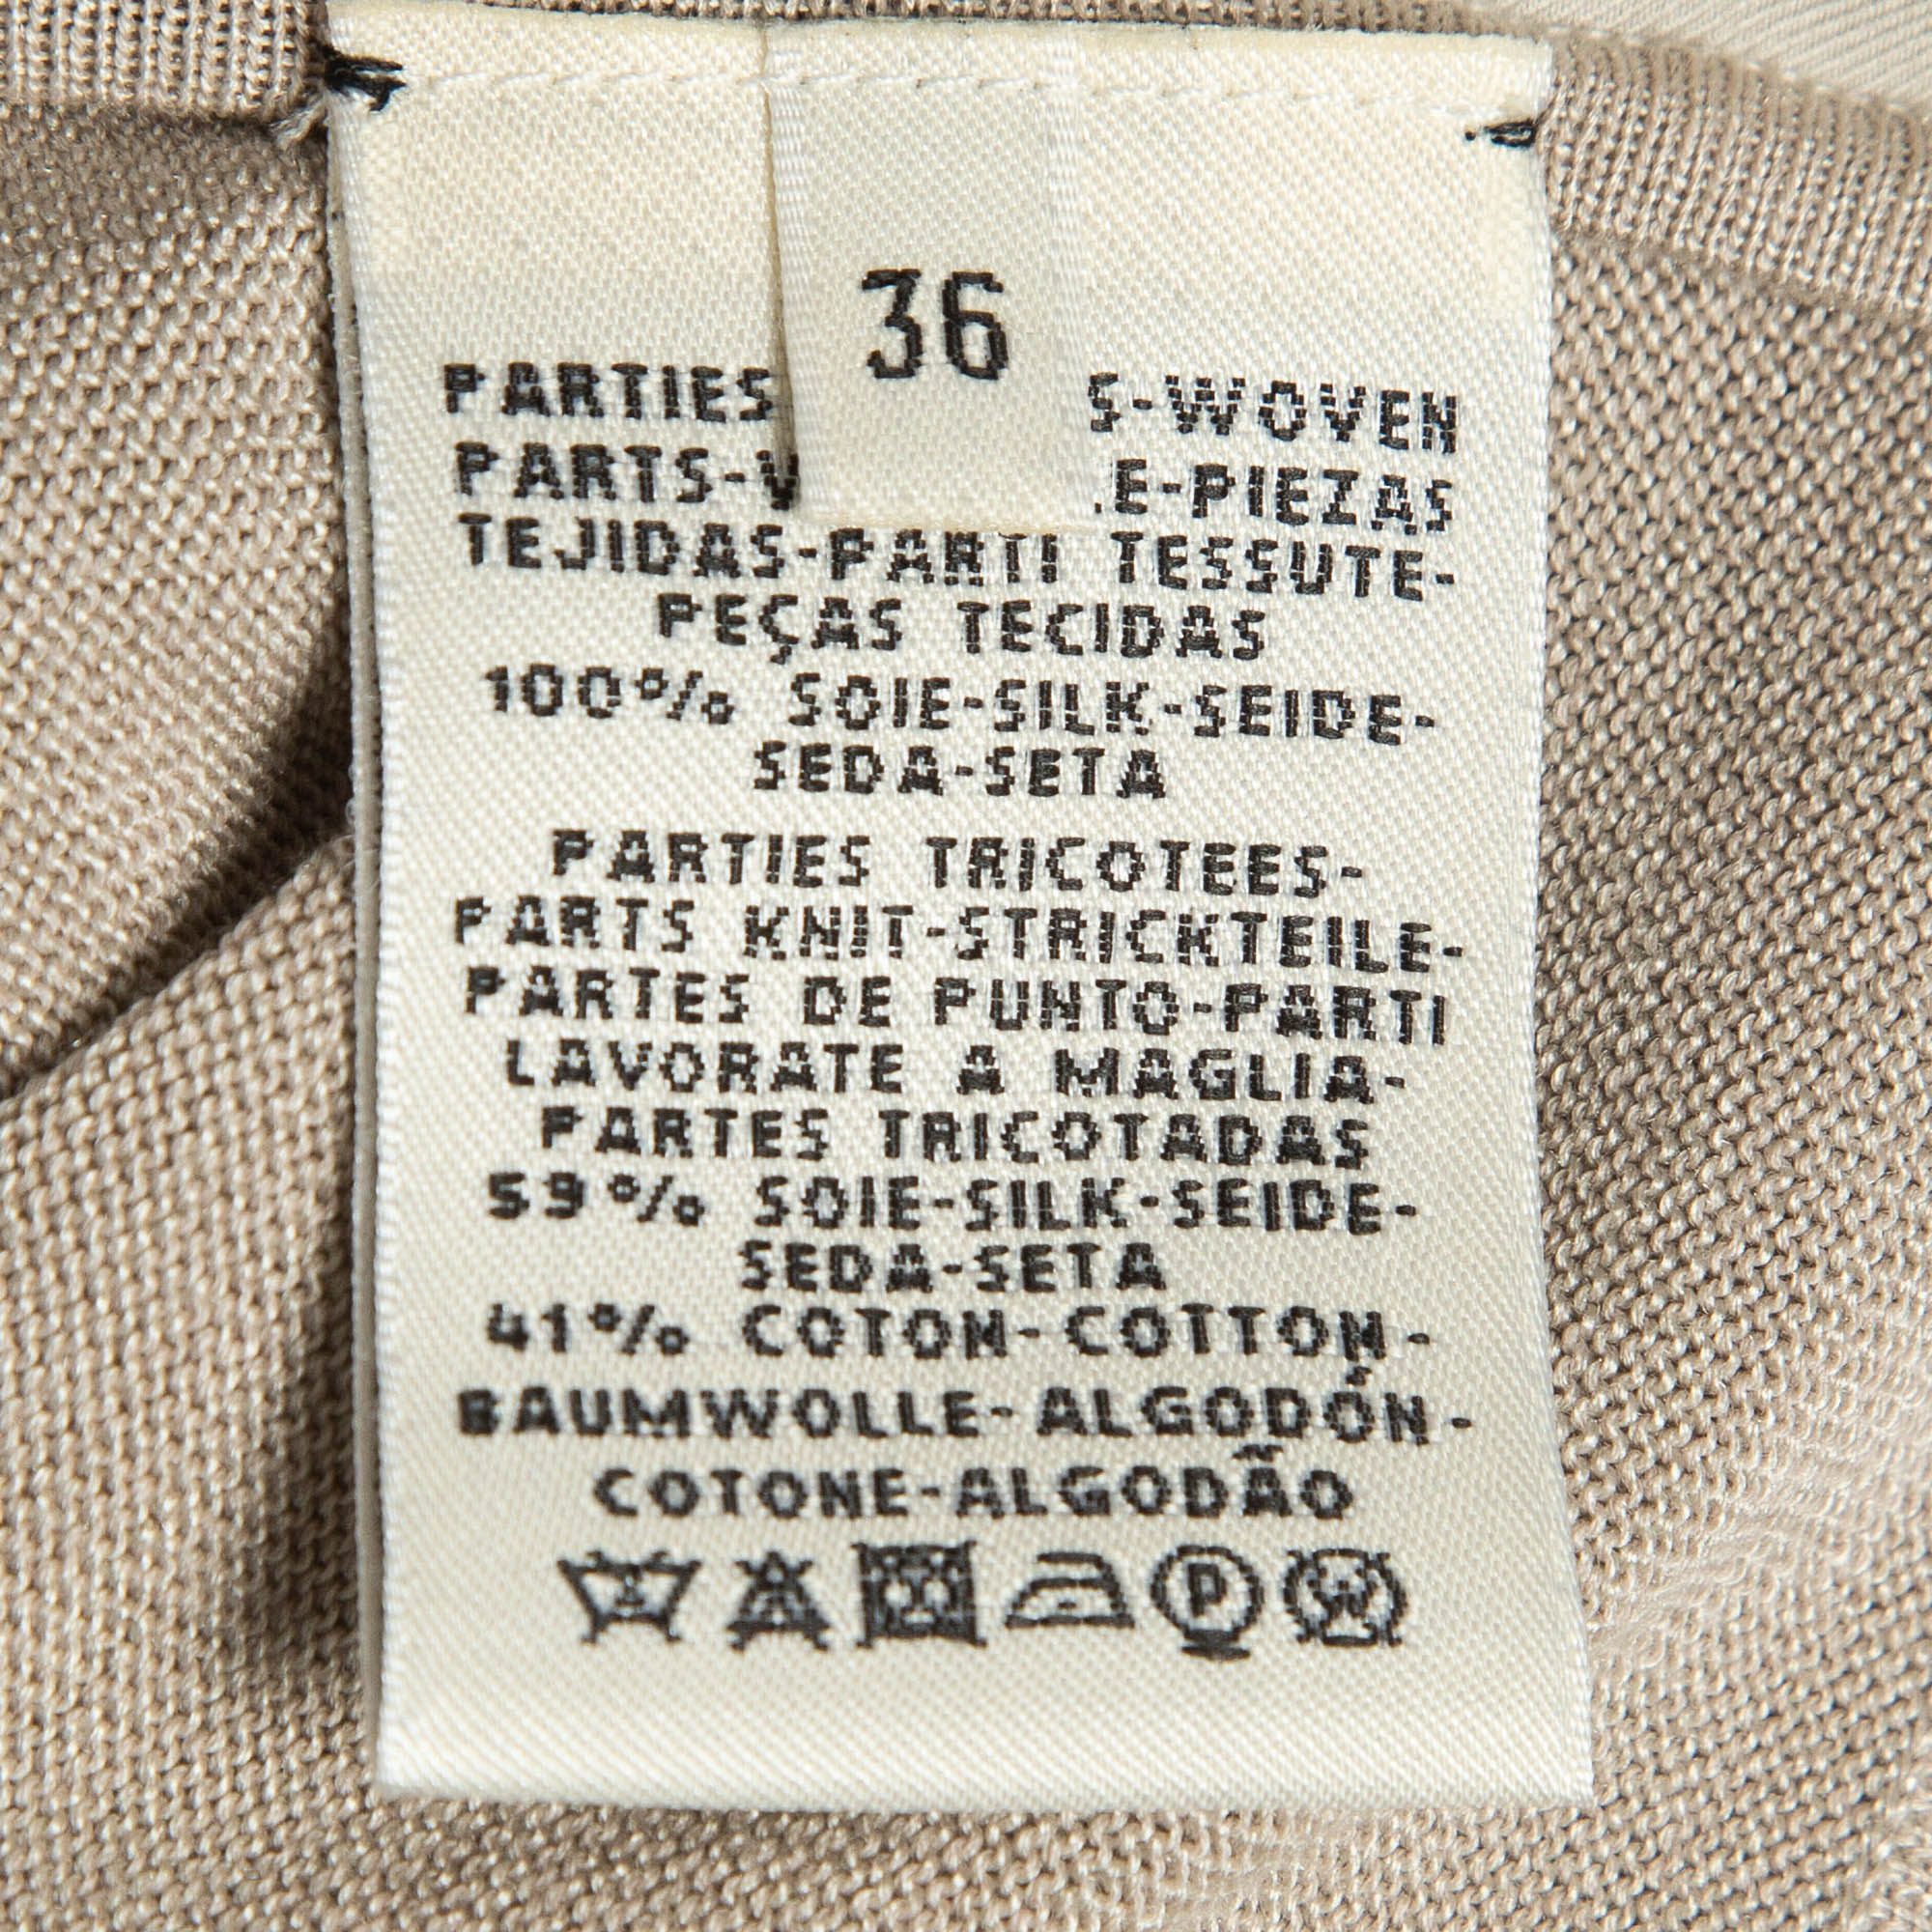 36
PARTIES S-WOVEN
PARTS-V E-PIEZAS
TEJIDAS-PARTI TESSUTE-
PEÇAS TECIDAS
100% SOIE-SILK-SEIDE-
SEDA-SETA
PARTIES TRICOTEES-
PARTS KNIT-STRICKTEILE-
PARTES DE PUNTO-PARTI
LAVORATE A MAGLIA-
PARTES TRICOTADAS
59% SOIE-SILK-SEIDE-
SEDA-SETA
41% COTON-COTTON-
BAUMWOLLE-ALGODÓN-
COTONE-ALGODÃO
P W